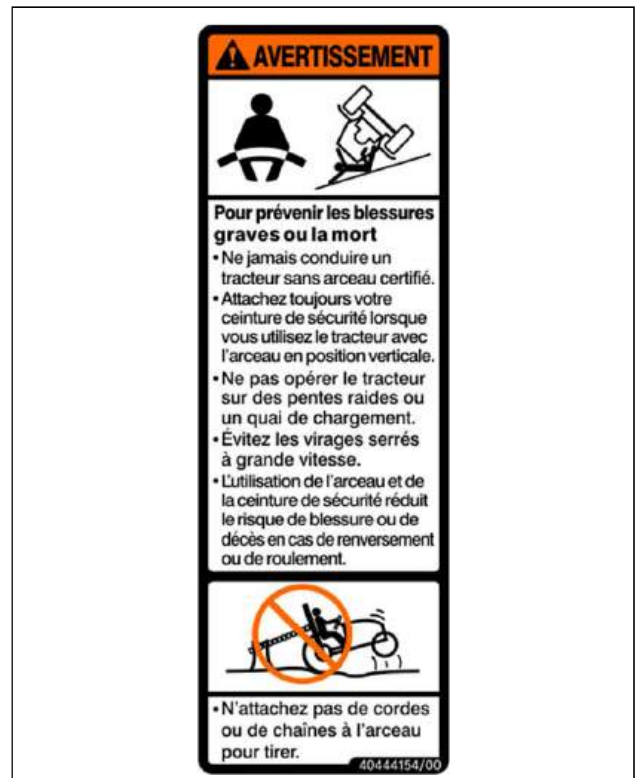 AVERTISSEMENT
Pour prévenir les blessures
graves ou la mort
• Ne jamais conduire un
tracteur sans arceau certifié.
• Attachez toujours votre
ceinture de sécurité lorsque
vous utilisez le tracteur avec
l'arceau en position verticale.
• Ne pas opérer le tracteur
sur des pentes raides ou
un quai de chargement.
• Évitez les virages serrés
à grande vitesse.
• L'utilisation de l'arceau et de
la ceinture de sécurité réduit
le risque de blessure ou de
décès en cas de renversement
ou de roulement.
• N'attachez pas de cordes
ou de chaînes à l'arceau
pour tirer.
40444154/00